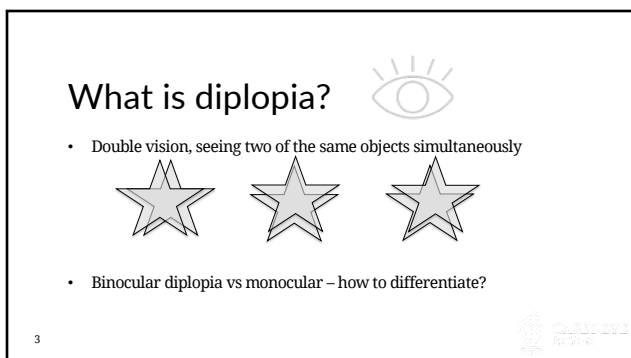 What is diplopia?
• Double vision, seeing two of the same objects simultaneously
• Binocular diplopia vs monocular – how to differentiate?
3